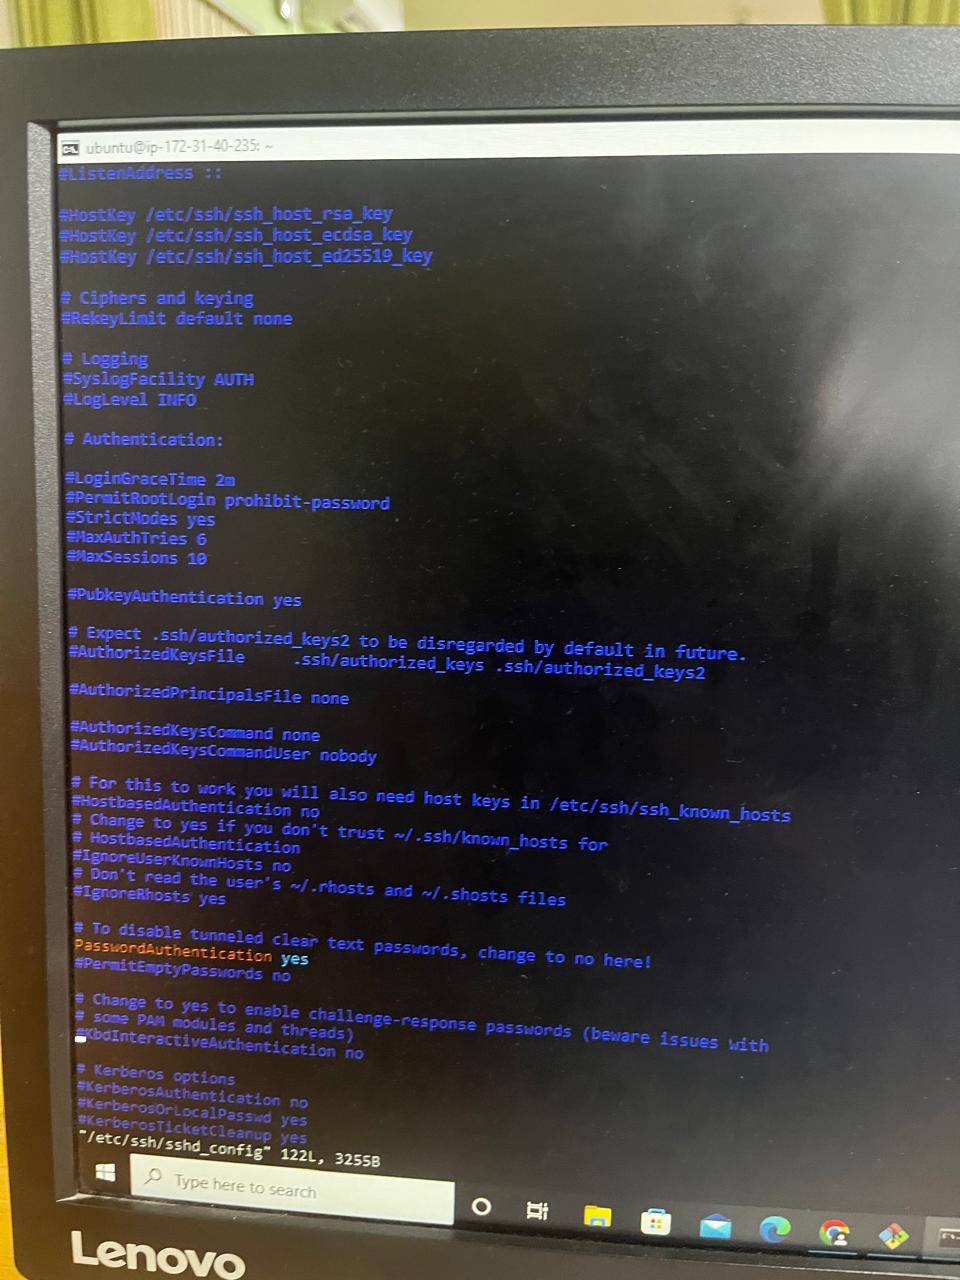 ubuntu@ip-172-31-40-235: ~
#ListenAddress ::
#HostKey /etc/ssh/ssh_host_rsa_key
#HostKey /etc/ssh/ssh_host_ecdsa_key
#HostKey /etc/ssh/ssh_host_ed25519_key
# Ciphers and keying
#RekeyLimit default none
# Logging
#SyslogFacility AUTH
#LogLevel INFO
# Authentication:
#LoginGraceTime 2m
#PermitRootLogin prohibit-password
#StrictModes yes
#MaxAuthTries 6
#MaxSessions 10
#PubkeyAuthentication yes
# Expect .ssh/authorized_keys2 to be disregarded by default in future.
#AuthorizedKeysFile     .ssh/authorized_keys .ssh/authorized_keys2
#AuthorizedPrincipalsFile none
#AuthorizedKeysCommand none
#AuthorizedKeysCommandUser nobody
# For this to work you will also need host keys in /etc/ssh/ssh_known_hosts
#HostbasedAuthentication no
# Change to yes if you don't trust ~/.ssh/known_hosts for
# HostbasedAuthentication
#IgnoreUserKnownHosts no
# Don't read the user's ~/.rhosts and ~/.shosts files
#IgnoreRhosts yes
# To disable tunneled clear text passwords, change to no here!
PasswordAuthentication yes
#PermitEmptyPasswords no
# Change to yes to enable challenge-response passwords (beware issues with
# some PAM modules and threads)
#KbdInteractiveAuthentication no
# Kerberos options
#KerberosAuthentication no
#KerberosOrLocalPasswd yes
#KerberosTicketCleanup yes
"/etc/ssh/sshd_config" 122L, 3255B
Type here to search
Lenovo